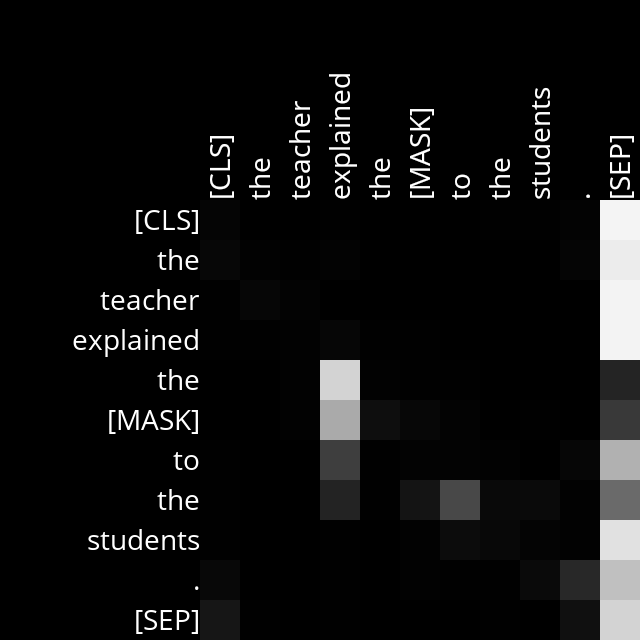 [CLS]
the
teacher
explained
the
[MASK]
to
the
students
.
[SEP]
[CLS]
the
teacher
explained
the
[MASK]
to
the
students
.
[SEP]